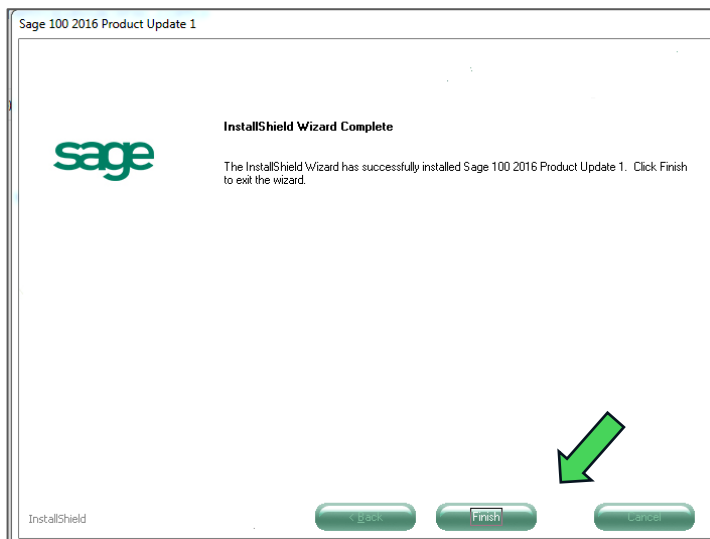 Sage 100 2016 Product Update 1
InstallShield Wizard Complete
sage
The InstallShield Wizard has successfully installed Sage 100 2016 Product Update 1. Click Finish
to exit the wizard.
InstallShield
< Back
Finish
Cancel